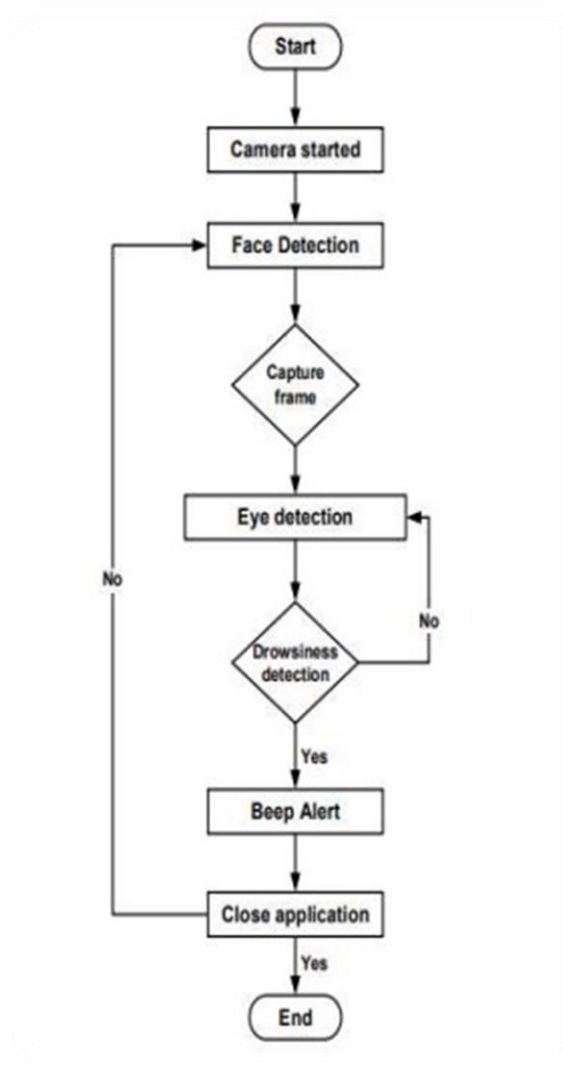 Start
Camera started
Face Detection
Capture
frame
Eye detection
No
No
Drowsiness
detection
Yes
Beep Alert
Close application
Yes
End